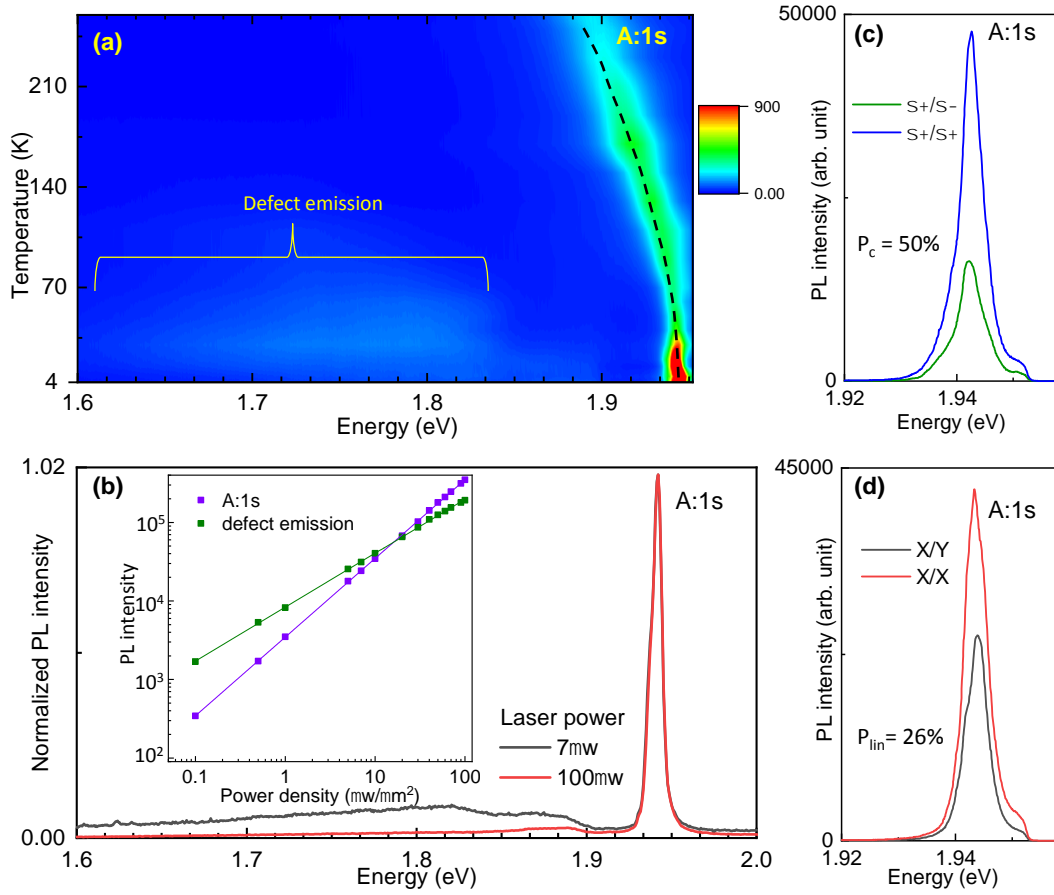 (a)
A:1s
Temperature (K)
210
140
70
4
Defect emission
900
0.00
1.6
1.7
1.8
1.9
Energy (eV)
(c)
A:1s
50000
0
PL intensity (arb. unit)
s+/s-
s+/s+
P_c = 50%
1.92
1.94
Energy (eV)
(b)
A:1s
1.02
0.00
Normalized PL intensity
A:1s
defect emission
PL intensity
10^5
10^4
10^3
10^2
0.1
1
10
100
Power density (mw/mm²)
Laser power
7mw
100mw
1.6
1.7
1.8
1.9
2.0
Energy (eV)
(d)
A:1s
45000
0
PL intensity (arb. unit)
X/Y
X/X
P_lin = 26%
1.92
1.94
Energy (eV)